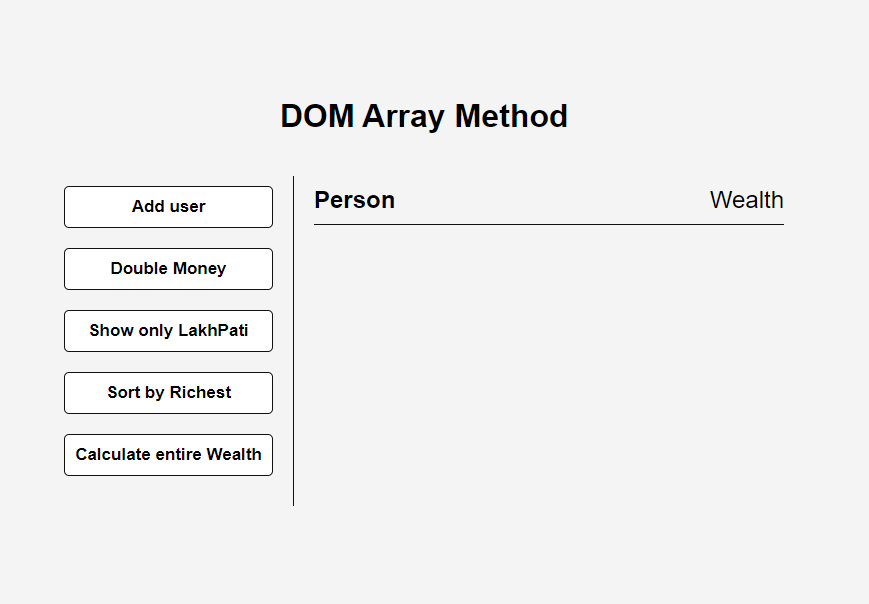 DOM Array Method
Add user
Double Money
Show only LakhPati
Sort by Richest
Calculate entire Wealth
Person Wealth